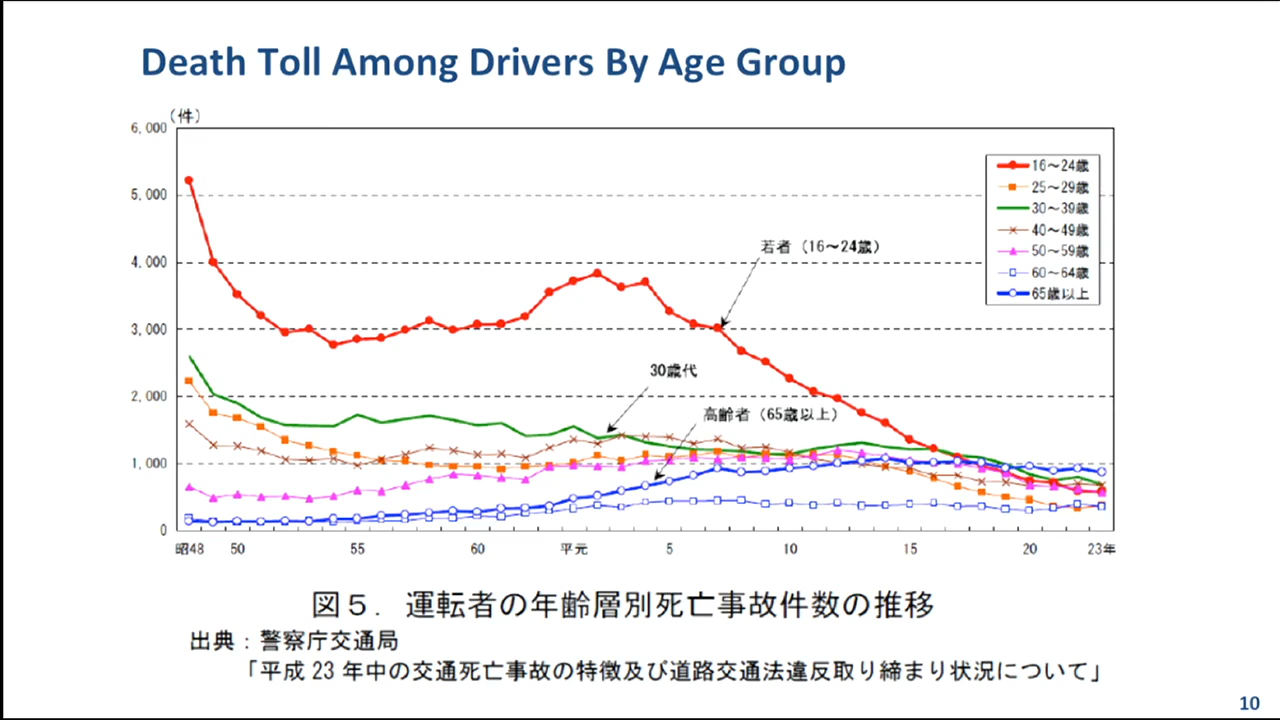 Death Toll Among Drivers By Age Group
（件）
6,000
5,000
4,000
3,000
2,000
1,000
0
16～24歳
25～29歳
30～39歳
40～49歳
50～59歳
60～64歳
65歳以上
若者（16～24歳）
30歳代
高齢者（65歳以上）
昭48 50 55 60 平元 5 10 15 20 23年
図５．運転者の年齢層別死亡事故件数の推移
出典：警察庁交通局
「平成23年中の交通死亡事故の特徴及び道路交通法違反取り締まり状況について」
10